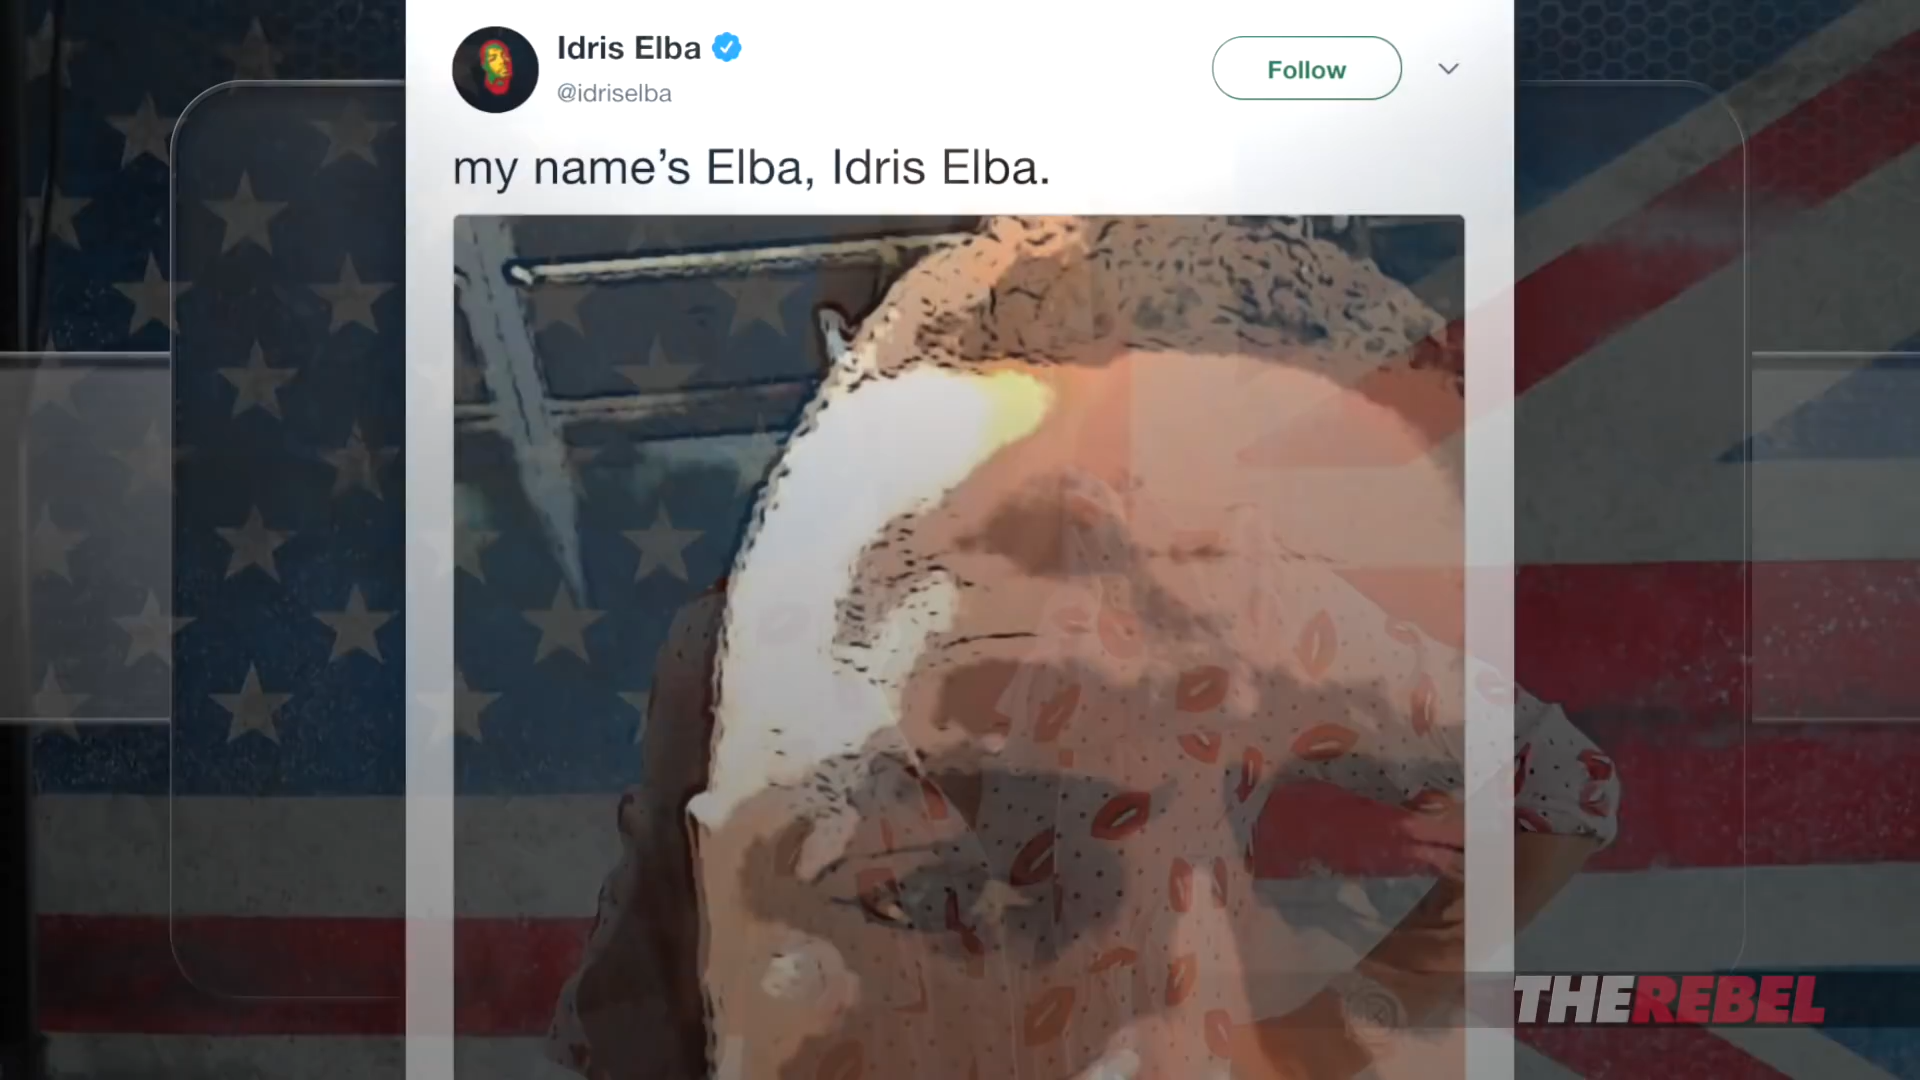 Idris Elba
@idriselba
Follow
my name’s Elba, Idris Elba.
THEREBEL